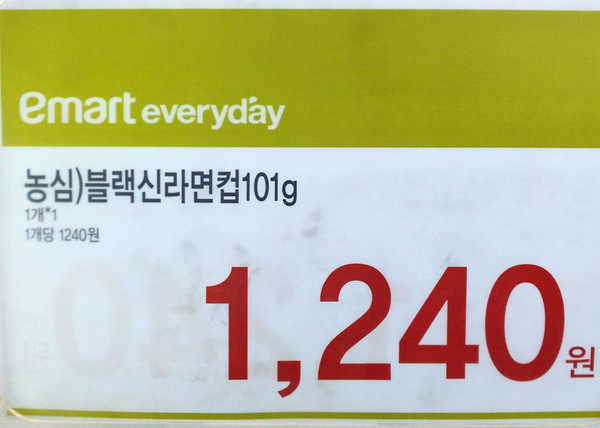 emart everyday
농심)블랙신라면컵101g
1개*1
1개당 1240원
1,240원